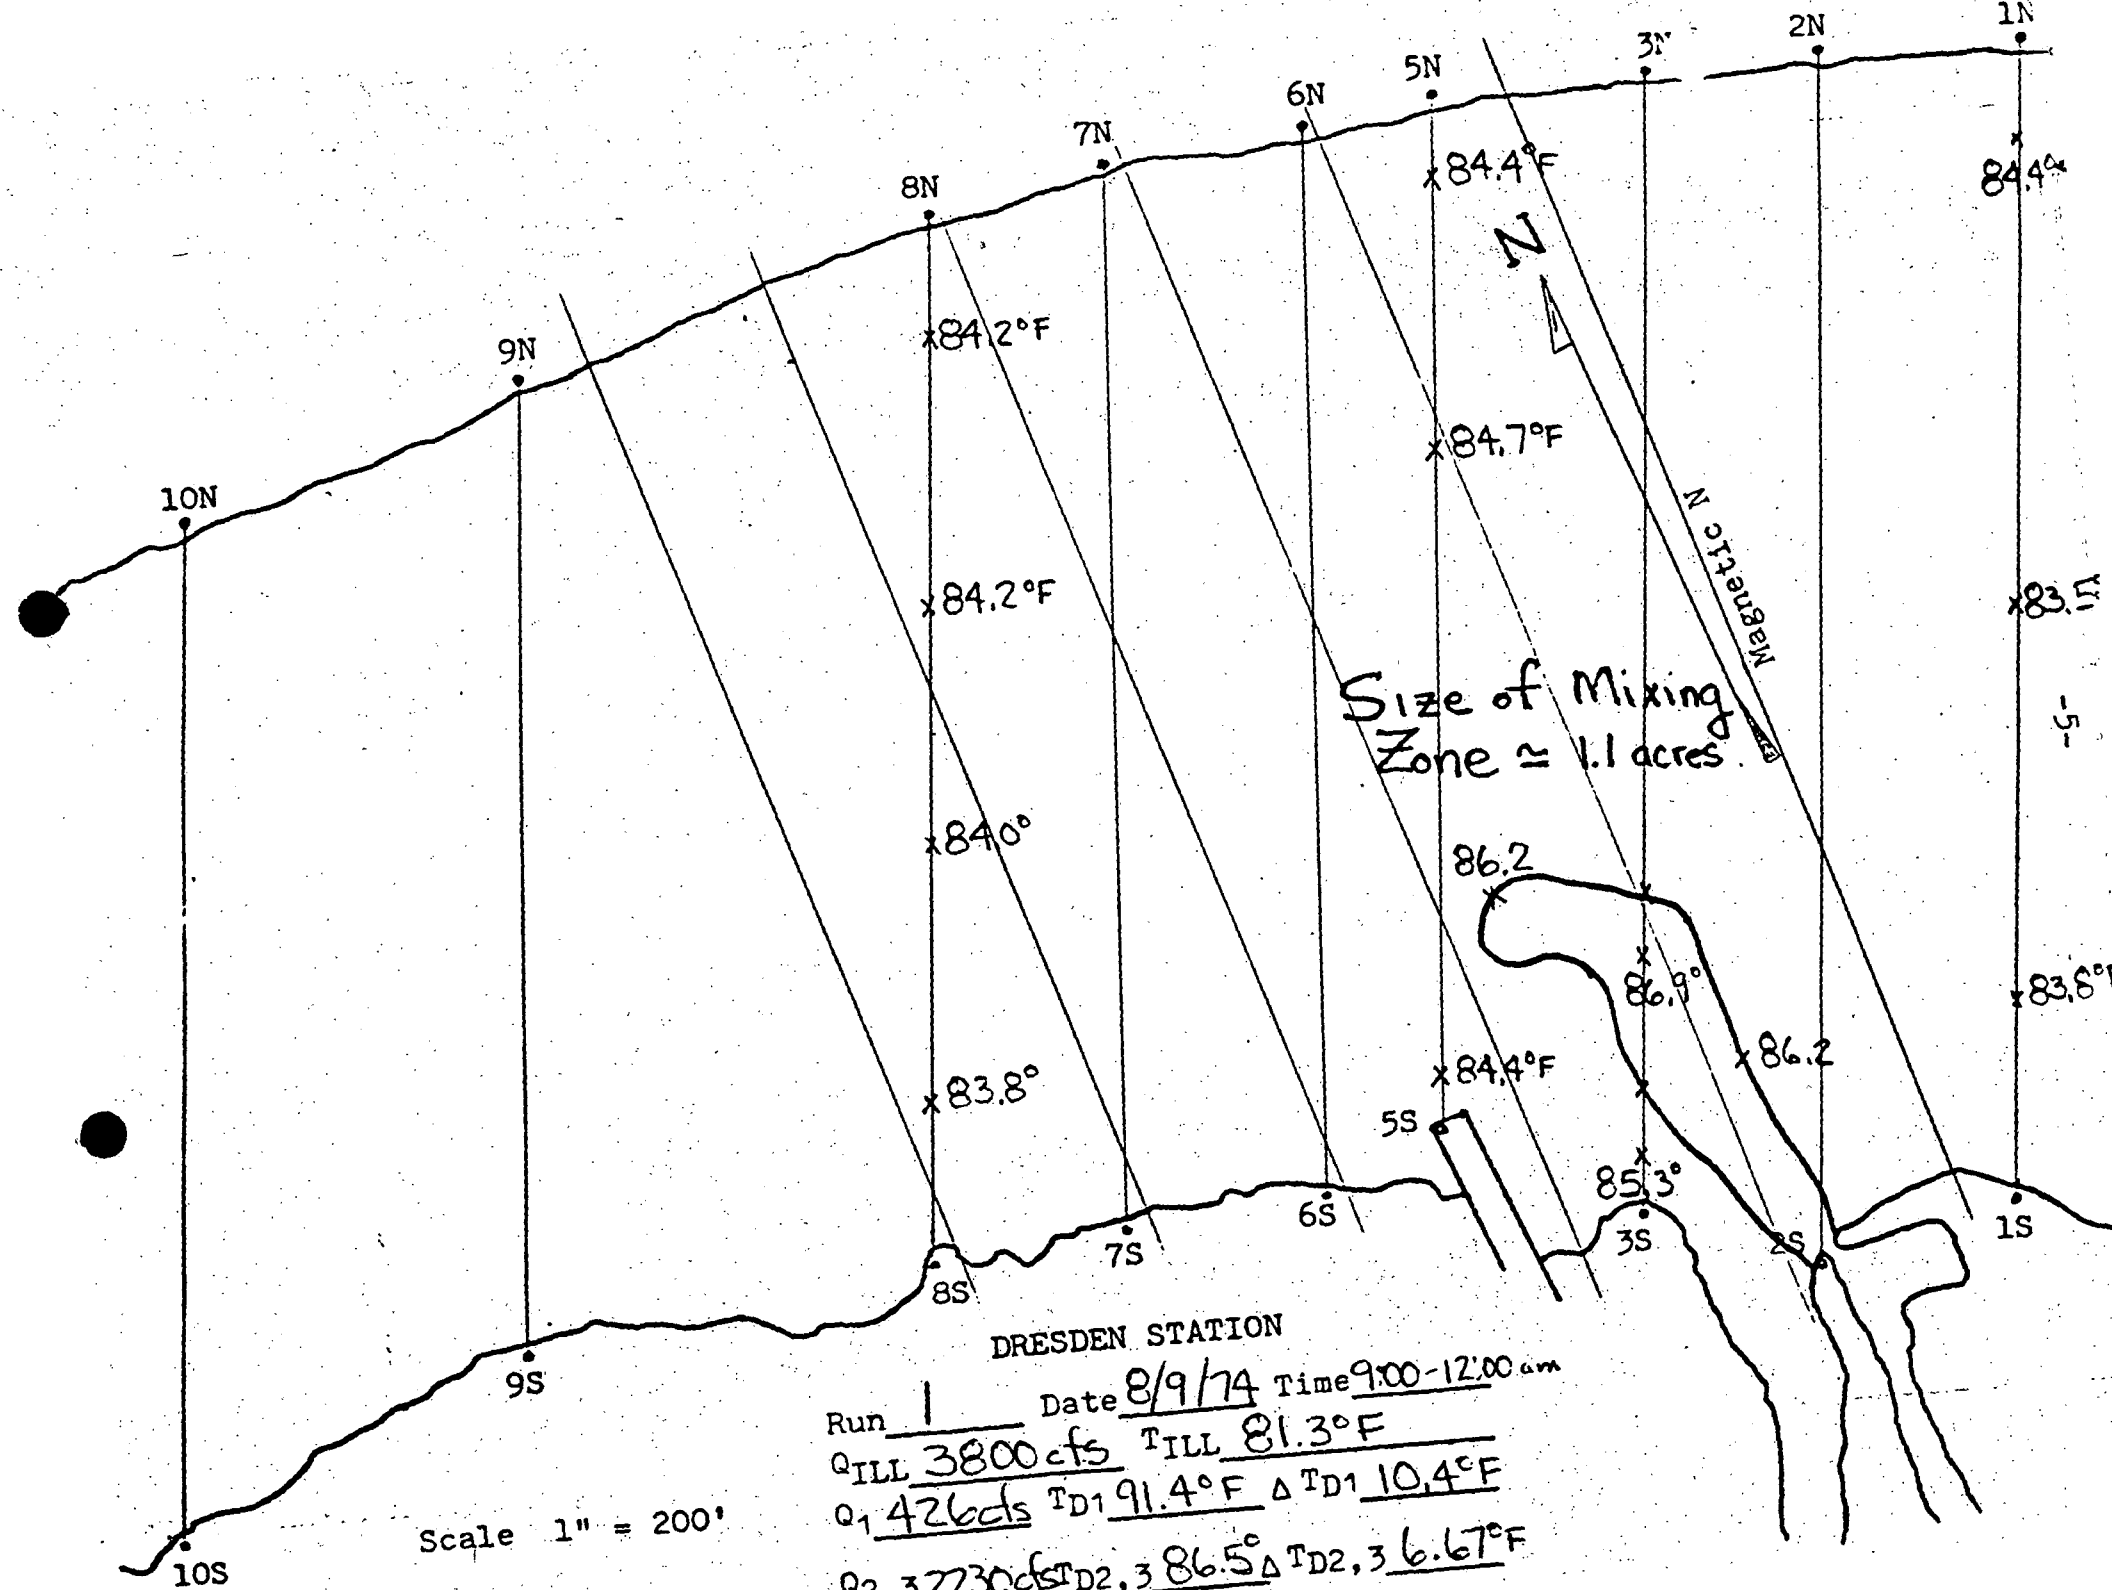 1N
2N
3N
5N
6N
7N
8N
9N
10N
84.4°F
84.4°
N
84.2°F
84.7°F
Magnetic N
84.2°F
83.5
Size of Mixing
Zone ≃ 1.1 acres.
-5-
84.0°
86.2
86.9°
83.8°F
86.2
84.4°F
83.8°
5S
85.3°
6S
7S
3S
2S
1S
8S
9S
10S
DRESDEN STATION
Run 1 Date 8/9/74 Time 9:00-12:00 am
QILL 3800 cfs TILL 81.3°F
Q1 426cfs TD1 91.4°F Δ TD1 10.4°F
Scale 1" = 200'
TD2,3 86.5° Δ TD2,3 6.67°F